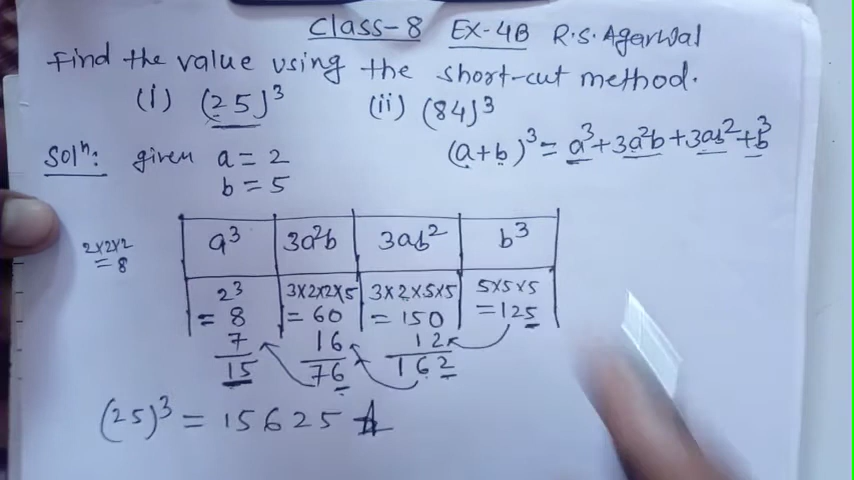 Class-8 Ex-4B R.S. Agarwal
Find the value using the short-cut method.
(i) (25)³ (ii) (84)³
(a+b)³ = a³+3a²b+3ab²+b³
Solⁿ: given a = 2
b = 5
a³ 3a²b 3ab² b³
2×2×2
= 8
2³ 3×2×2×5 3×2×5×5 5×5×5
= 8 = 60 = 150 =125
7 16 12
15 76 162
(25)³ = 15625